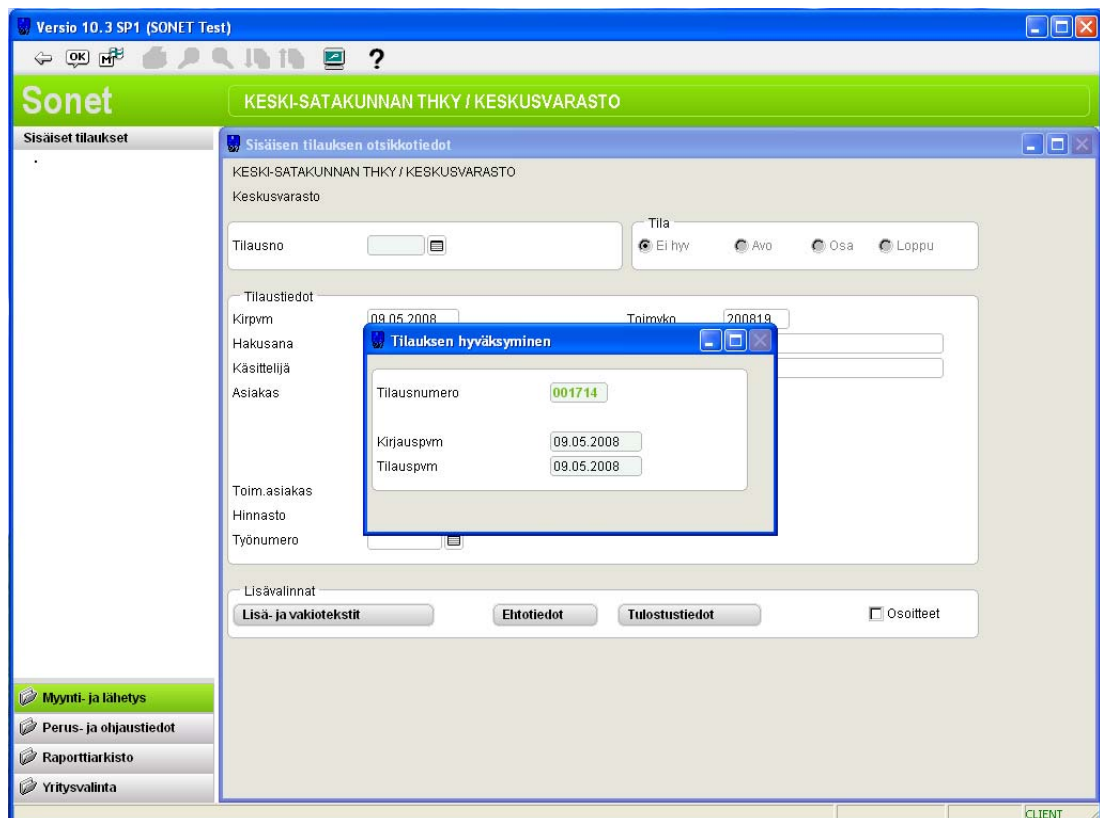 Versio 10.3 SP1 (SONET Test)
OK M ?
Sonet
KESKI-SATAKUNNAN THKY / KESKUSVARASTO
Sisäiset tilaukset
Sisäisen tilauksen otsikkotiedot
KESKI-SATAKUNNAN THKY / KESKUSVARASTO
Keskusvarasto
Tila
Tilausno
Ei hyv Avo Osa Loppu
Tilaustiedot
Kirpvm 09.05.2008 Toimvko 200819
Hakusana
Käsittelijä
Asiakas
Tilauksen hyväksyminen
Tilausnumero 001714
Kirjauspvm 09.05.2008
Tilauspvm 09.05.2008
Toim.asiakas
Hinnasto
Työnumero
Lisävalinnat
Lisä- ja vakiotekstit Ehtotiedot Tulostustiedot Osoitteet
Myynti- ja lähetys
Perus- ja ohjaustiedot
Raporttiarkisto
Yritysvalinta
CLIENT